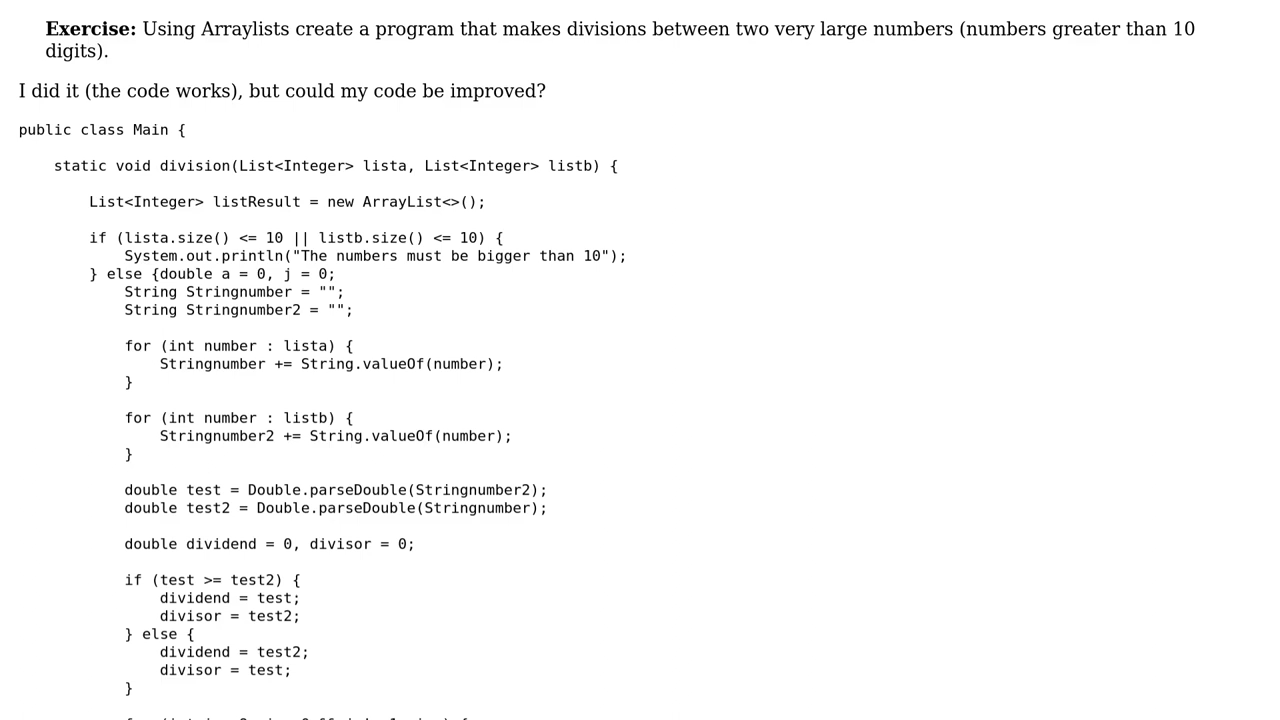 Exercise: Using Arraylists create a program that makes divisions between two very large numbers (numbers greater than 10
digits).
I did it (the code works), but could my code be improved?
public class Main {
static void division(List<Integer> lista, List<Integer> listb) {
List<Integer> listResult = new ArrayList<>();
if (lista.size() <= 10 || listb.size() <= 10) {
System.out.println("The numbers must be bigger than 10");
} else {double a = 0, j = 0;
String Stringnumber = "";
String Stringnumber2 = "";
for (int number : lista) {
Stringnumber += String.valueOf(number);
}
for (int number : listb) {
Stringnumber2 += String.valueOf(number);
}
double test = Double.parseDouble(Stringnumber2);
double test2 = Double.parseDouble(Stringnumber);
double dividend = 0, divisor = 0;
if (test >= test2) {
dividend = test;
divisor = test2;
} else {
dividend = test2;
divisor = test;
}